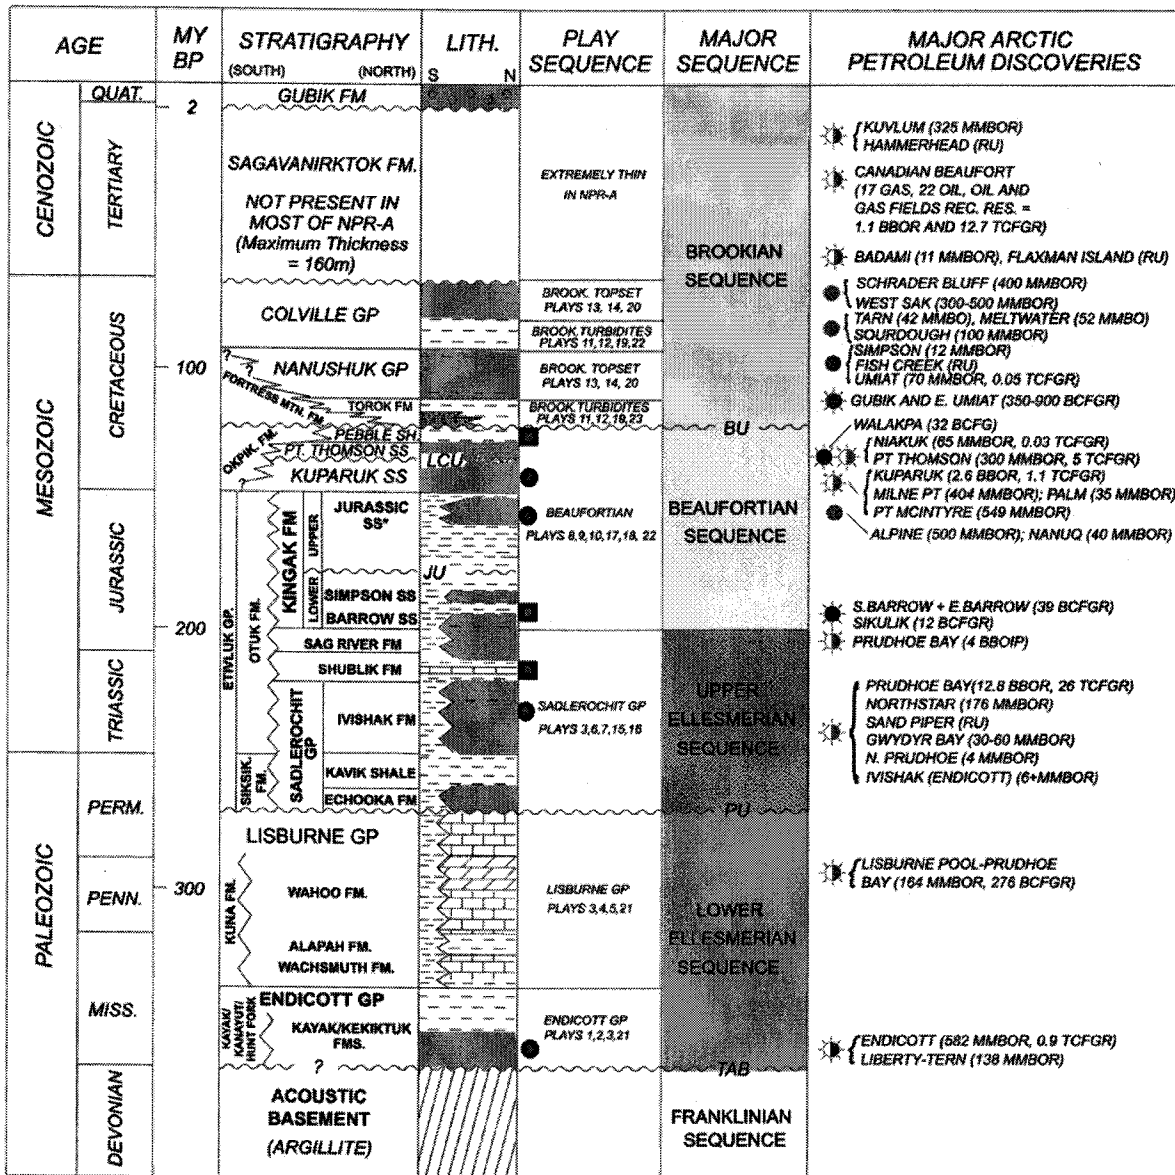 AGE
MY
BP
STRATIGRAPHY
(SOUTH) (NORTH)
LITH.
S N
PLAY
SEQUENCE
MAJOR
SEQUENCE
MAJOR ARCTIC
PETROLEUM DISCOVERIES
CENOZOIC
QUAT.
TERTIARY
MESOZOIC
CRETACEOUS
JURASSIC
TRIASSIC
PALEOZOIC
PERM.
PENN.
MISS.
DEVONIAN
2
100
200
300
GUBIK FM
SAGAVANIRKTOK FM.
NOT PRESENT IN
MOST OF NPR-A
(Maximum Thickness
= 160m)
COLVILLE GP
?
?
NANUSHUK GP
FORTRESS MTN. FM.
TOROK FM
PEBBLE SH.
OKPIK. FM.
PT. THOMSON SS.
LCU
KUPARUK SS
?
ETIVLUK GP.
OTUK FM.
KINGAK FM
UPPER
JURASSIC
SS*
JU
LOWER
SIMPSON SS
BARROW SS
SAG RIVER FM
SHUBLIK FM
SIKSIK. FM.
SADLEROCHIT
GP
IVISHAK FM
KAVIK SHALE
ECHOOKA FM
LISBURNE GP
KUNA FM.
WAHOO FM.
ALAPAH FM.
WACHSMUTH FM.
ENDICOTT GP
KAYAK/
KANAYUT/
HUNT FORK
KAYAK/KEKIKTUK
FMS.
?
ACOUSTIC
BASEMENT
(ARGILLITE)
EXTREMELY THIN
IN NPR-A
BROOK. TOPSET
PLAYS 13, 14, 20
BROOK. TURBIDITES
PLAYS 11,12,19,22
BROOK. TOPSET
PLAYS 13, 14, 20
BROOK. TURBIDITES
PLAYS 11,12,19,23
BEAUFORTIAN
PLAYS 8,9,10,17,18, 22
SADLEROCHIT GP
PLAYS 3,6,7,15,16
LISBURNE GP
PLAYS 3,4,5,21
ENDICOTT GP
PLAYS 1,2,3,21
BROOKIAN
SEQUENCE
BU
BEAUFORTIAN
SEQUENCE
UPPER
ELLESMERIAN
SEQUENCE
PU
LOWER
ELLESMERIAN
SEQUENCE
TAB
FRANKLINIAN
SEQUENCE
KUVLUM (325 MMBOR)
HAMMERHEAD (RU)
CANADIAN BEAUFORT
(17 GAS, 22 OIL, OIL AND
GAS FIELDS REC. RES. =
1.1 BBOR AND 12.7 TCFGR)
BADAMI (11 MMBOR), FLAXMAN ISLAND (RU)
SCHRADER BLUFF (400 MMBOR)
WEST SAK (300-500 MMBOR)
TARN (42 MMBO), MELTWATER (52 MMBO)
SOURDOUGH (100 MMBOR)
SIMPSON (12 MMBOR)
FISH CREEK (RU)
UMIAT (70 MMBOR, 0.05 TCFGR)
GUBIK AND E. UMIAT (350-900 BCFGR)
WALAKPA (32 BCFG)
NIAKUK (65 MMBOR, 0.03 TCFGR)
PT THOMSON (300 MMBOR, 5 TCFGR)
KUPARUK (2.6 BBOR, 1.1 TCFGR)
MILNE PT (404 MMBOR); PALM (35 MMBOR)
PT MCINTYRE (549 MMBOR)
ALPINE (500 MMBOR); NANUQ (40 MMBOR)
S.BARROW + E.BARROW (39 BCFGR)
SIKULIK (12 BCFGR)
PRUDHOE BAY (4 BBOIP)
PRUDHOE BAY(12.8 BBOR, 26 TCFGR)
NORTHSTAR (176 MMBOR)
SAND PIPER (RU)
GWYDYR BAY (30-60 MMBOR)
N. PRUDHOE (4 MMBOR)
IVISHAK (ENDICOTT) (6+MMBOR)
LISBURNE POOL-PRUDHOE
BAY (164 MMBOR, 276 BCFGR)
ENDICOTT (582 MMBOR, 0.9 TCFGR)
LIBERTY-TERN (138 MMBOR)